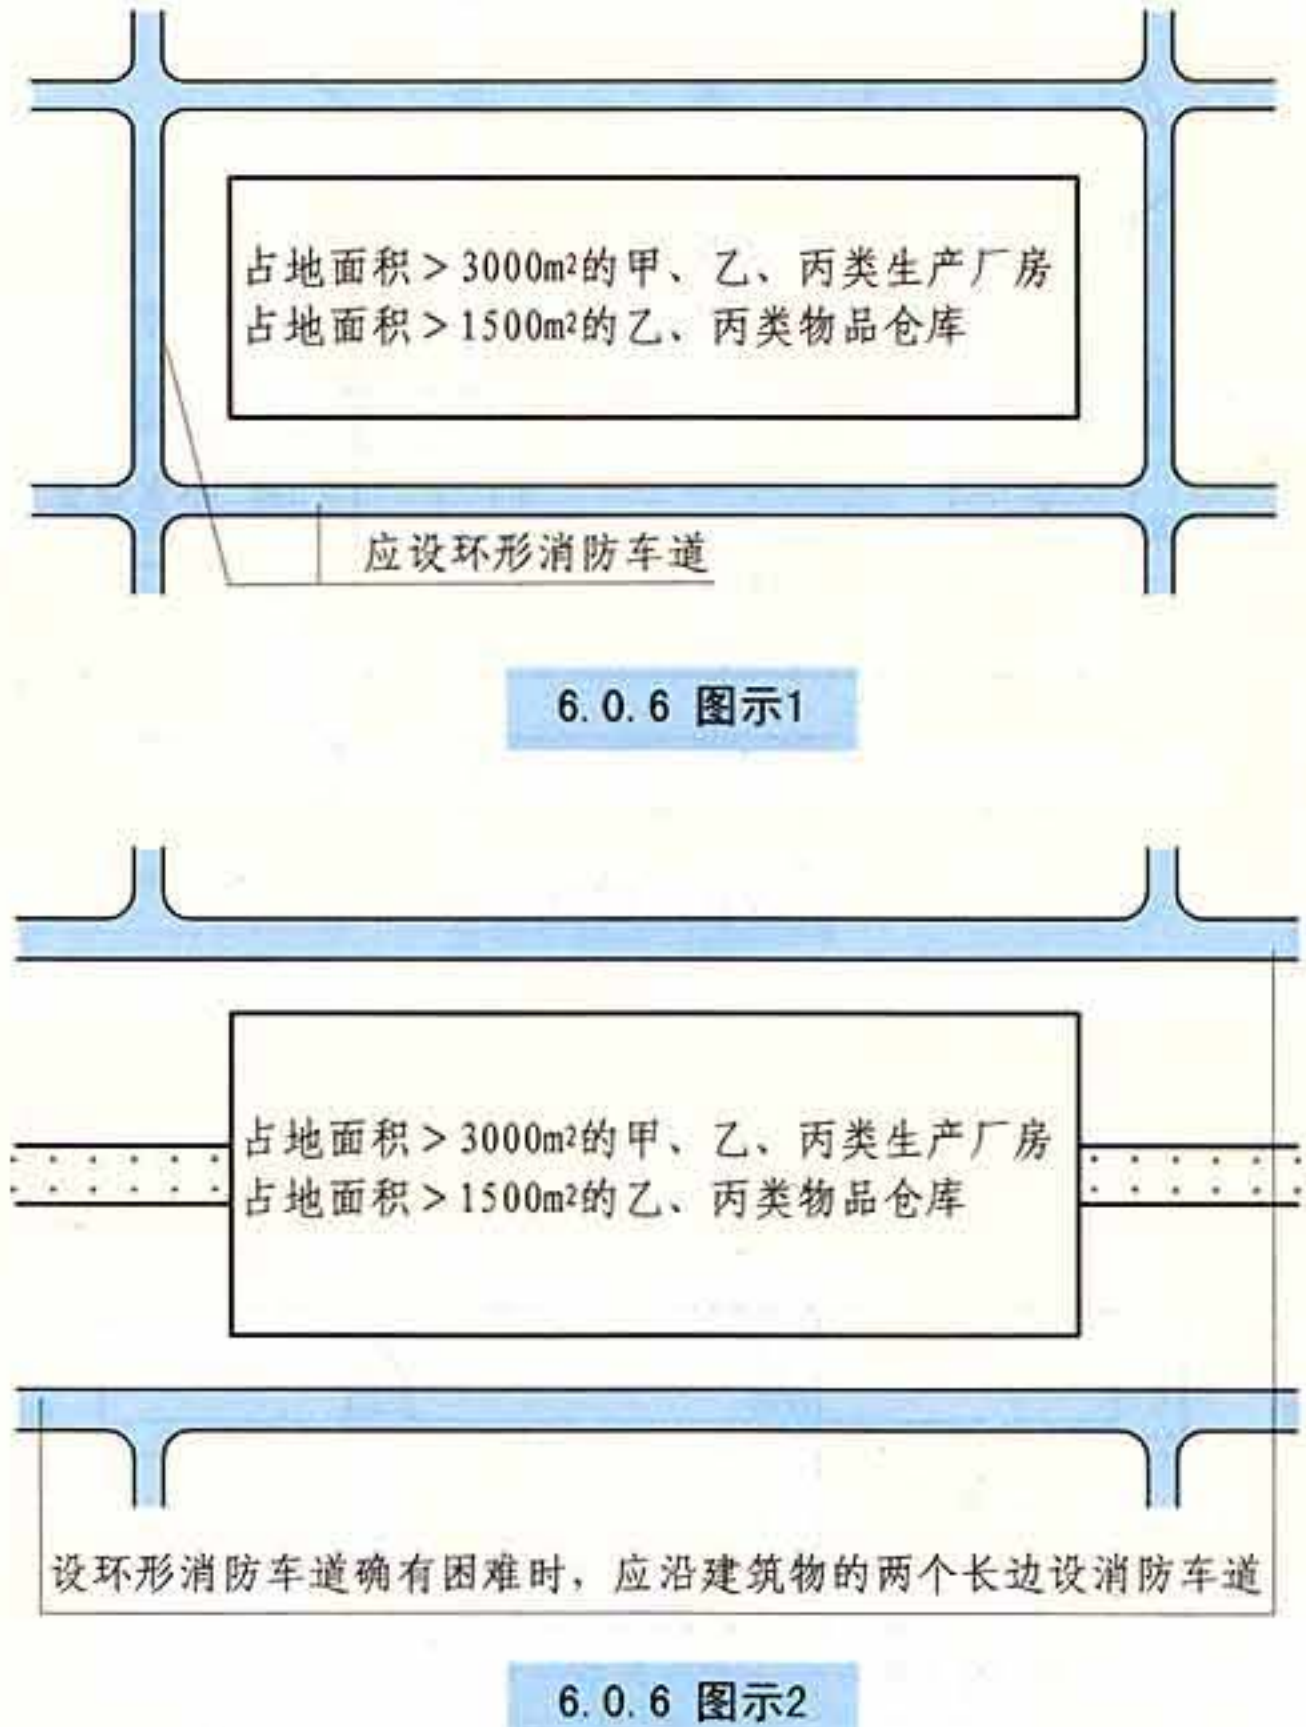 占地面积>3000m²的甲、乙、丙类生产厂房
占地面积>1500m²的乙、丙类物品仓库
应设环形消防车道
6.0.6 图示1
占地面积>3000m²的甲、乙、丙类生产厂房
占地面积>1500m²的乙、丙类物品仓库
设环形消防车道确有困难时，应沿建筑物的两个长边设消防车道
6.0.6 图示2